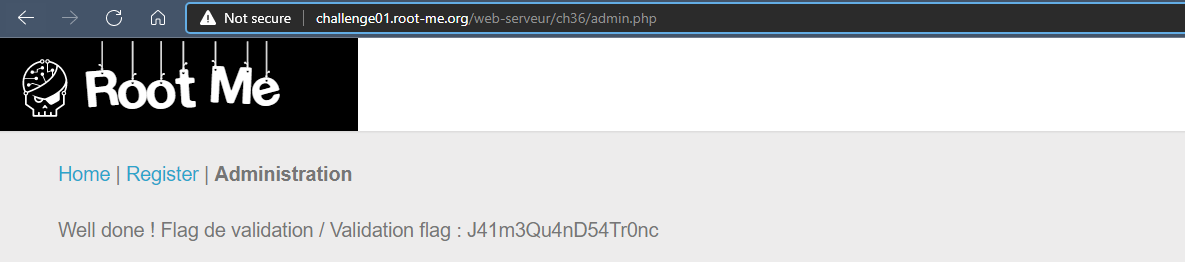 Not secure | challenge01.root-me.org/web-serveur/ch36/admin.php
Root Me
Home | Register | Administration
Well done ! Flag de validation / Validation flag : J41m3Qu4nD54Tr0nc